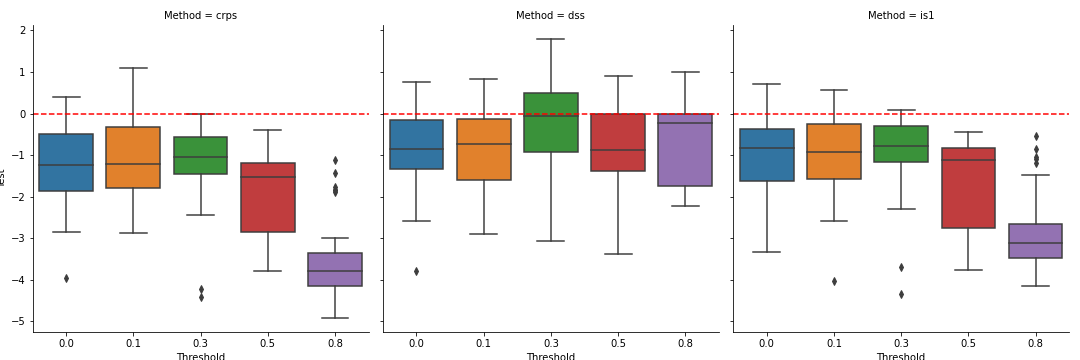 Method = crps
Method = dss
Method = is1
2
1
0
−1
−2
−3
−4
−5
0.0 0.1 0.3 0.5 0.8
0.0 0.1 0.3 0.5 0.8
0.0 0.1 0.3 0.5 0.8
Threshold
Threshold
Threshold